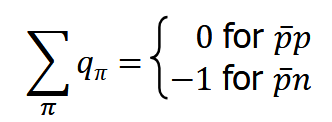 ∑_π q_π = { 0 for p̄p
−1 for p̄n